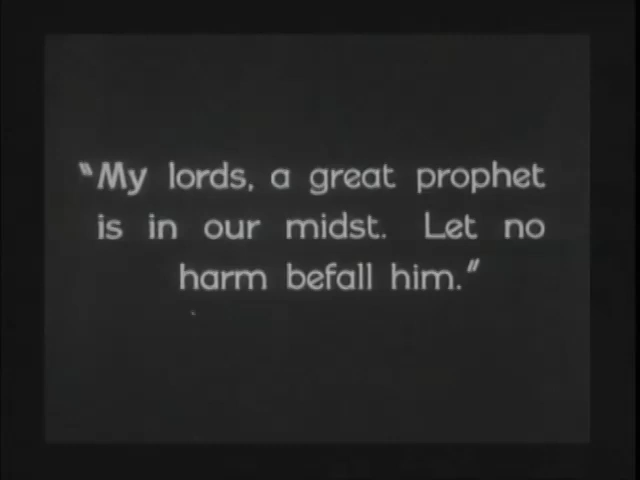 "My lords, a great prophet
is in our midst. Let no
harm befall him."